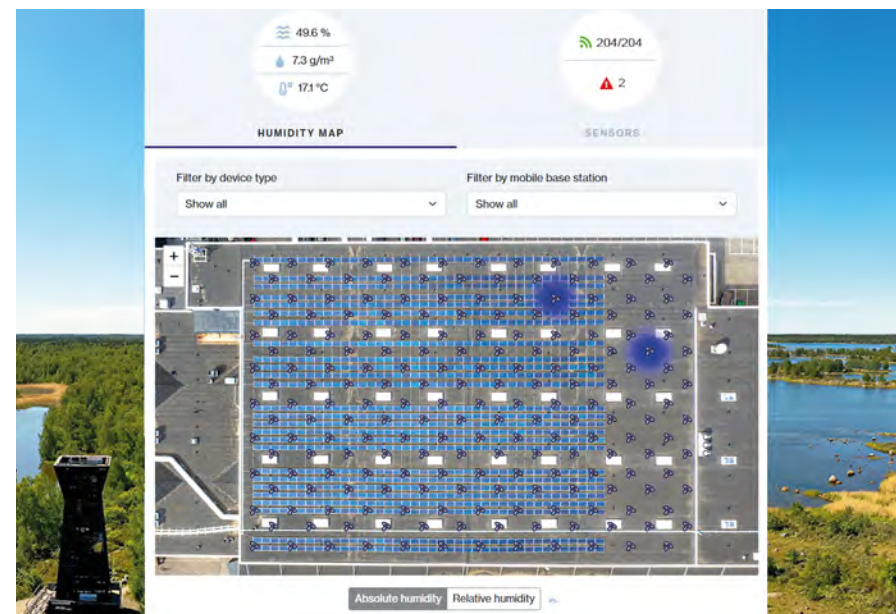 49.6 %
7.3 g/m³
17.1 °C
204/204
2
HUMIDITY MAP
SENSORS
Filter by device type
Filter by mobile base station
Show all
Show all
+
−
Absolute humidity
Relative humidity